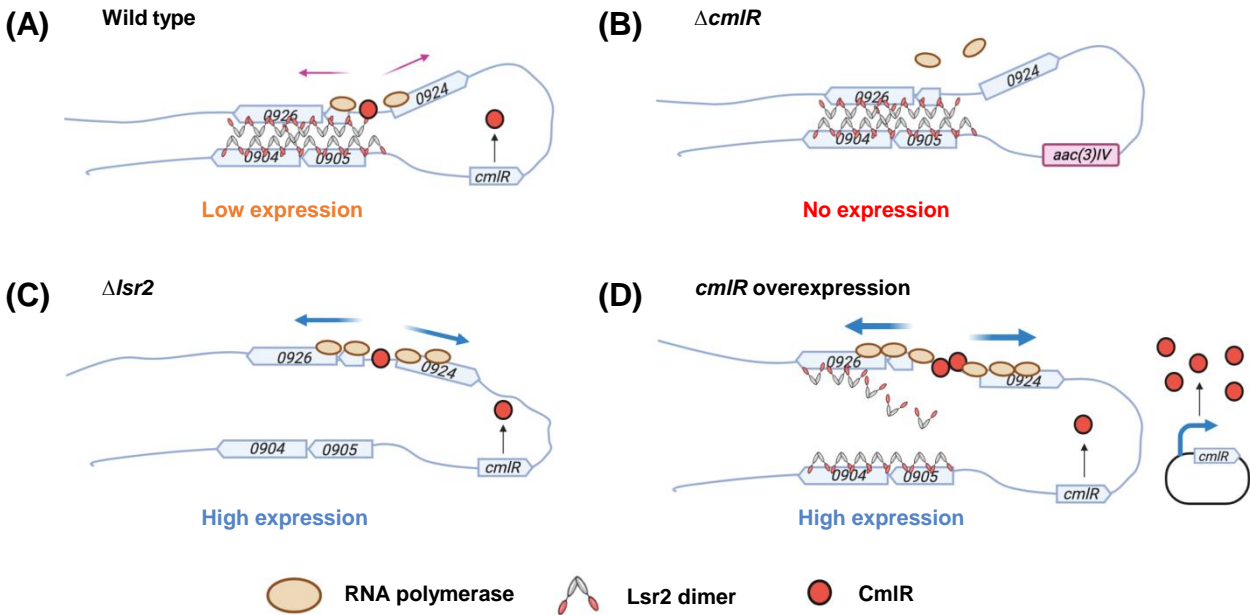 (A) Wild type
0926
0924
0904 0905
cmlR
Low expression
(B) ΔcmlR
0926
0924
0904 0905
aac(3)IV
No expression
(C) Δlsr2
0926
0924
0904 0905
cmlR
High expression
(D) cmlR overexpression
0926
0924
0904 0905
cmlR
cmlR
High expression
RNA polymerase Lsr2 dimer CmlR